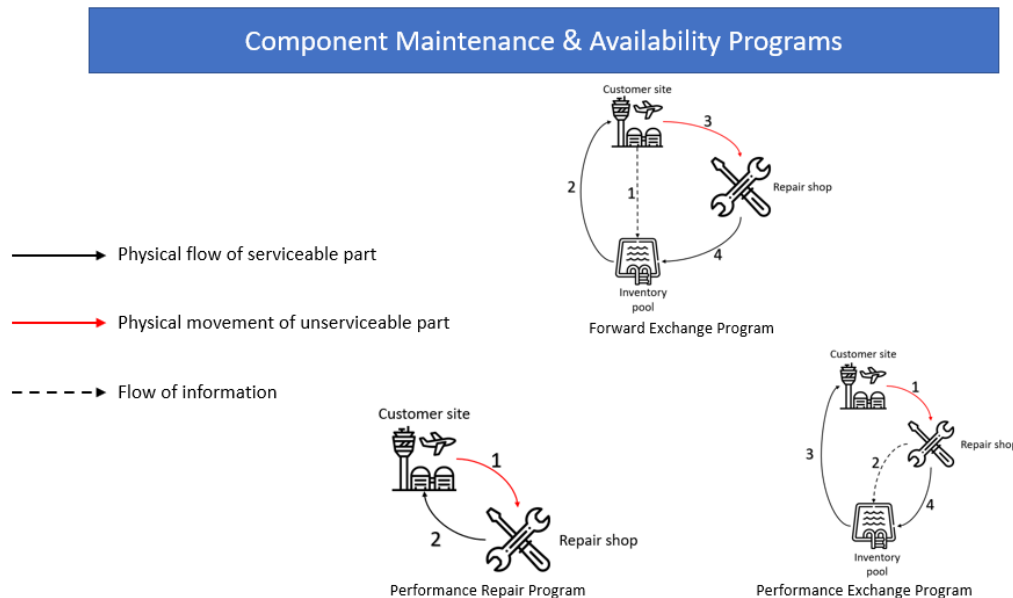 Component Maintenance & Availability Programs
Customer site
3
Repair shop
2
1
4
Inventory
pool
Forward Exchange Program
Physical flow of serviceable part
Physical movement of unserviceable part
Flow of information
Customer site
1
2
Repair shop
Performance Repair Program
Customer site
1
Repair shop
2
3
4
Inventory
pool
Performance Exchange Program